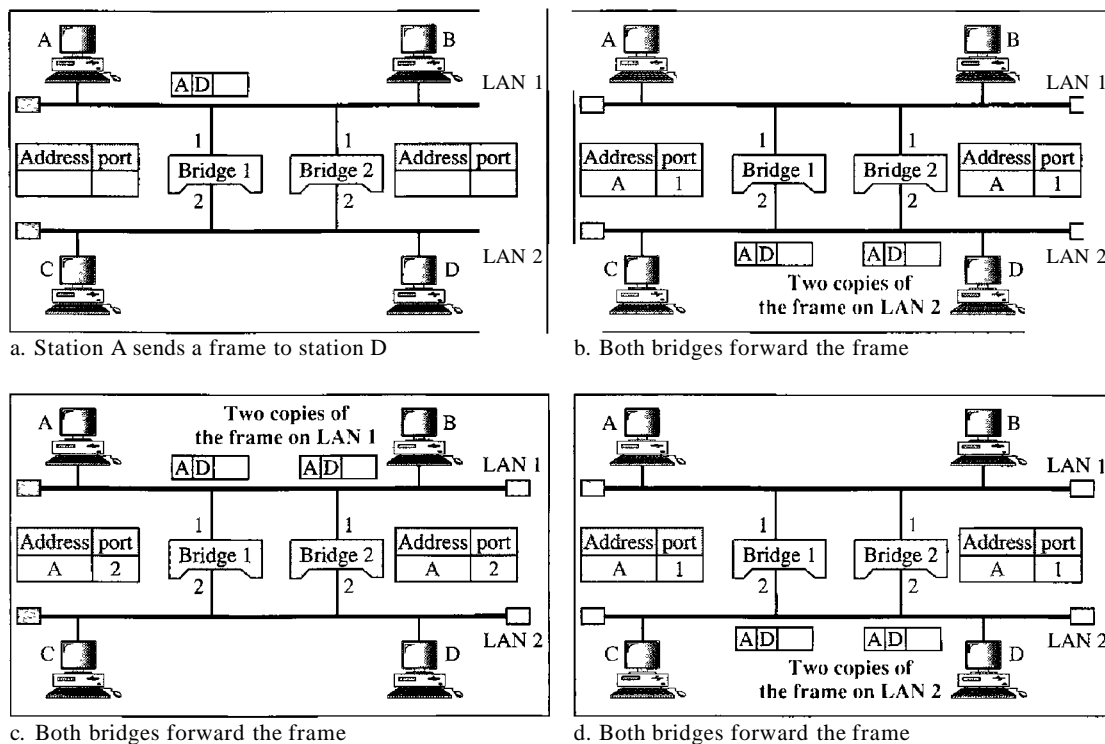 A
B
A D
LAN 1
1
1
Address port
Bridge 1
Bridge 2
Address port
2
2
C
D
LAN 2
a. Station A sends a frame to station D
A
B
LAN 1
1
1
Address port
A 1
Bridge 1
Bridge 2
Address port
A 1
2
2
C
A D
A D
D
LAN 2
Two copies of
the frame on LAN 2
b. Both bridges forward the frame
A
Two copies of
the frame on LAN 1
B
A D
A D
LAN 1
1
1
Address port
A 2
Bridge 1
Bridge 2
Address port
A 2
2
2
C
D
LAN 2
c. Both bridges forward the frame
A
B
LAN 1
1
1
Address port
A 1
Bridge 1
Bridge 2
Address port
A 1
2
2
C
A D
A D
D
LAN 2
Two copies of
the frame on LAN 2
d. Both bridges forward the frame